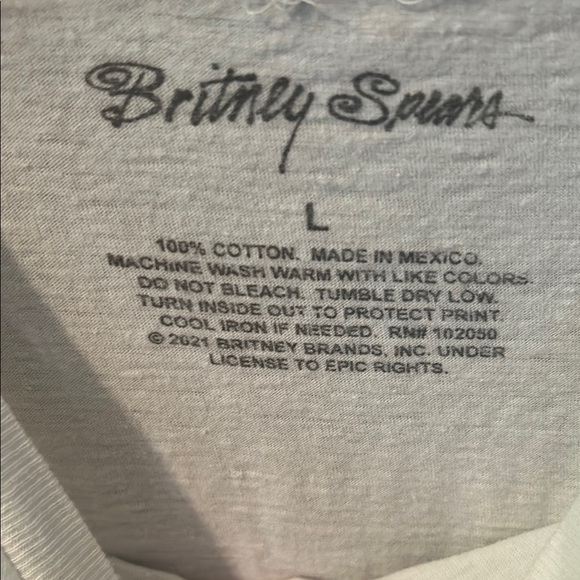 Britney Spears
L
100% COTTON. MADE IN MEXICO.
MACHINE WASH WARM WITH LIKE COLORS.
DO NOT BLEACH. TUMBLE DRY LOW.
TURN INSIDE OUT TO PROTECT PRINT.
COOL IRON IF NEEDED. RN# 102050
© 2021 BRITNEY BRANDS, INC. UNDER
LICENSE TO EPIC RIGHTS.